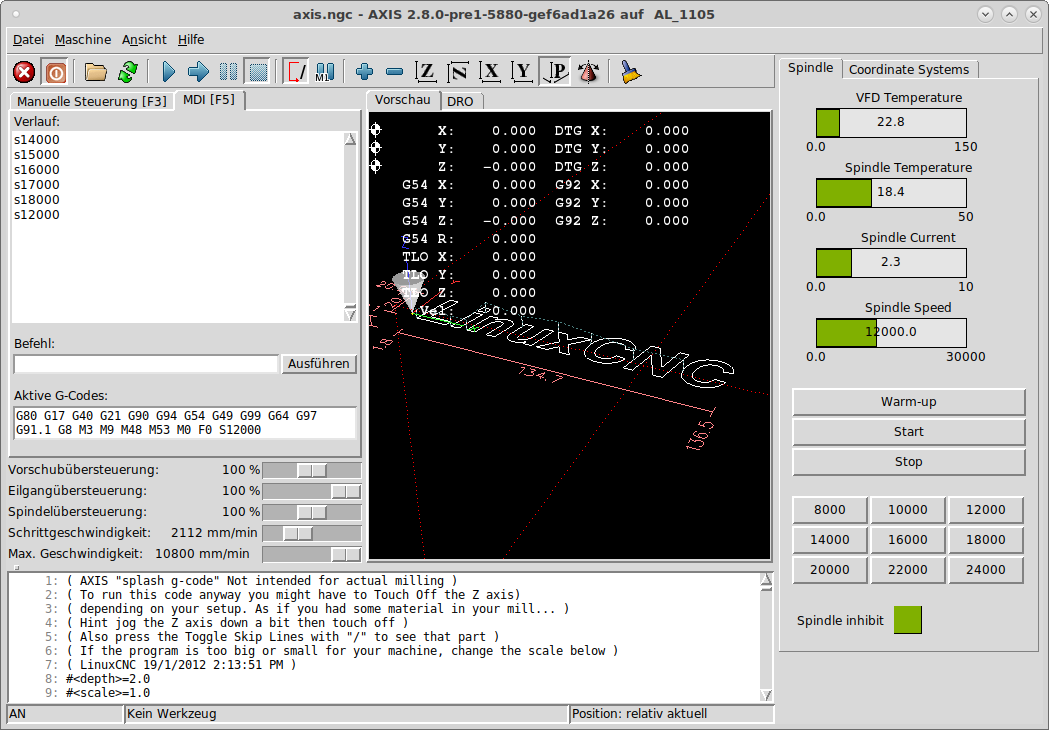 axis.ngc - AXIS 2.8.0-pre1-5880-gef6ad1a26 auf AL_1105
Datei Maschine Ansicht Hilfe
M1 Z N X Y P
Manuelle Steuerung [F3] MDI [F5]
Verlauf:
s14000
s15000
s16000
s17000
s18000
s12000
Befehl:
Ausführen
Aktive G-Codes:
G80 G17 G40 G21 G90 G94 G54 G49 G99 G64 G97
G91.1 G8 M3 M9 M48 M53 M0 F0 S12000
Vorschubübersteuerung: 100 %
Eilgangübersteuerung: 100 %
Spindelübersteuerung: 100 %
Schrittgeschwindigkeit: 2112 mm/min
Max. Geschwindigkeit: 10800 mm/min
Vorschau DRO
X: 0.000 DTG X: 0.000
Y: 0.000 DTG Y: 0.000
Z: -0.000 DTG Z: 0.000
G54 X: 0.000 G92 X: 0.000
G54 Y: 0.000 G92 Y: 0.000
G54 Z: -0.000 G92 Z: 0.000
G54 R: 0.000
TLO X: 0.000
TLO Y: 0.000
TLO Z: 0.000
Vel: 0.000
LinuxCNC
134.7
136.5
Spindle Coordinate Systems
VFD Temperature
22.8
0.0 150
Spindle Temperature
18.4
0.0 50
Spindle Current
2.3
0.0 10
Spindle Speed
12000.0
0.0 30000
Warm-up
Start
Stop
8000 10000 12000
14000 16000 18000
20000 22000 24000
Spindle inhibit
1: ( AXIS "splash g-code" Not intended for actual milling )
2: ( To run this code anyway you might have to Touch Off the Z axis)
3: ( depending on your setup. As if you had some material in your mill... )
4: ( Hint jog the Z axis down a bit then touch off )
5: ( Also press the Toggle Skip Lines with "/" to see that part )
6: ( If the program is too big or small for your machine, change the scale below )
7: ( LinuxCNC 19/1/2012 2:13:51 PM )
8: #<depth>=2.0
9: #<scale>=1.0
AN Kein Werkzeug Position: relativ aktuell